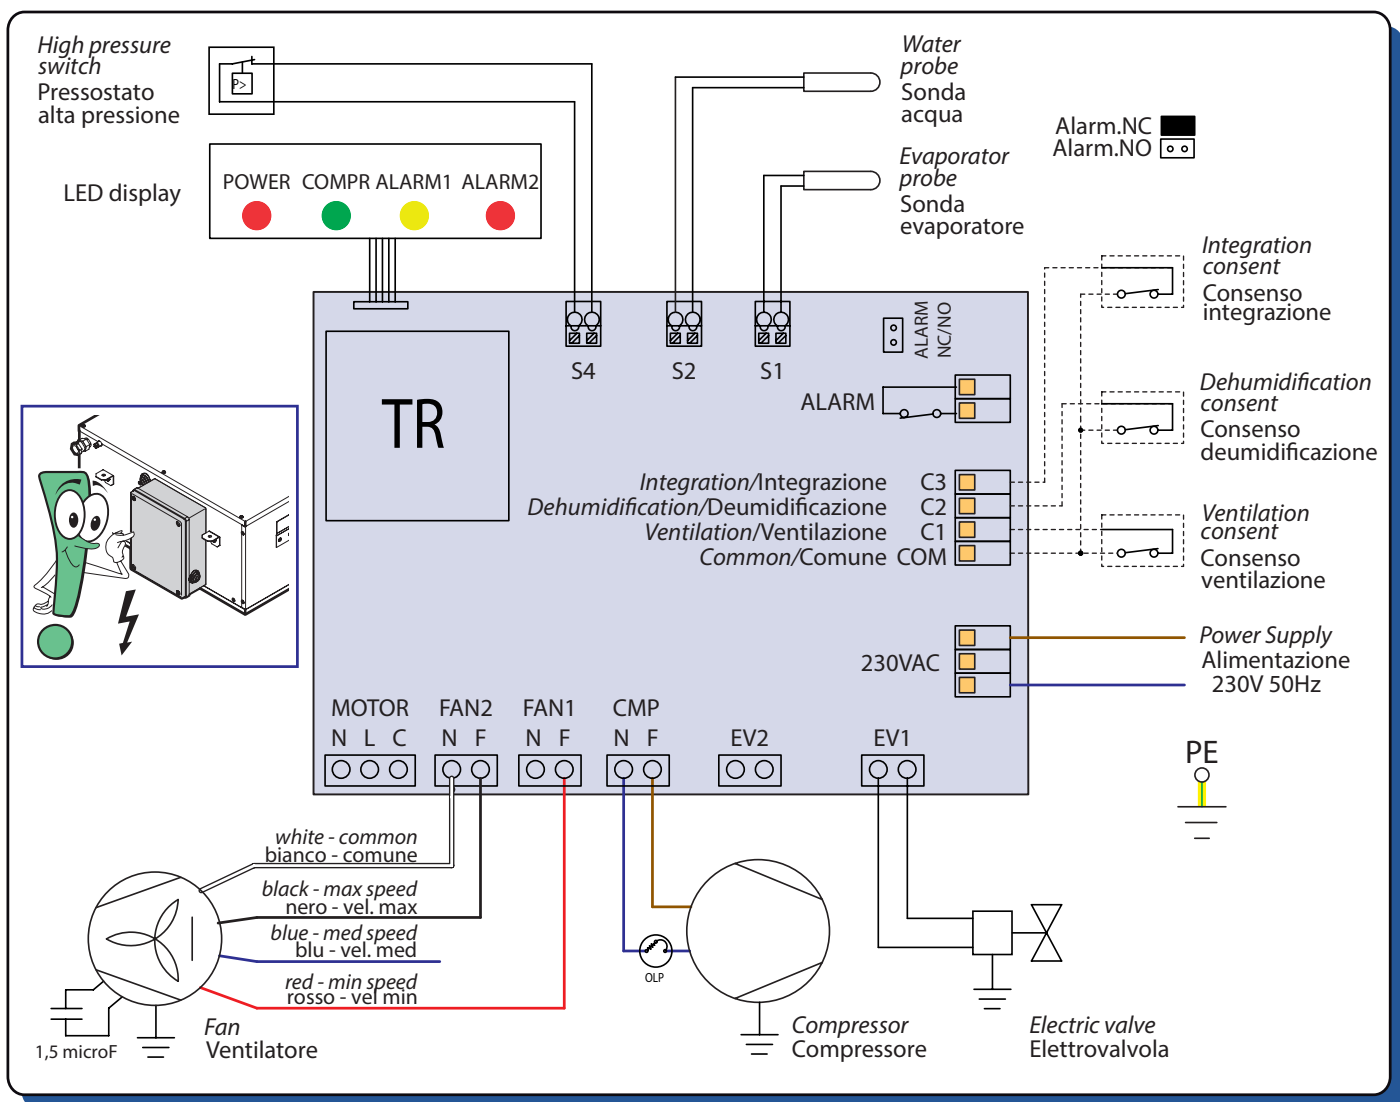 High pressure
switch
Pressostato
alta pressione
P>
Water
probe
Sonda
acqua
Alarm.NC
Alarm.NO
Evaporator
probe
Sonda
evaporatore
LED display
POWER COMPR ALARM1 ALARM2
Integration
consent
Consenso
integrazione
S4 S2 S1
ALARM
NC/NO
TR
ALARM
Dehumidification
consent
Consenso
deumidificazione
Integration/Integrazione C3
Dehumidification/Deumidificazione C2
Ventilation/Ventilazione C1
Common/Comune COM
Ventilation
consent
Consenso
ventilazione
230VAC
Power Supply
Alimentazione
230V 50Hz
MOTOR FAN2 FAN1 CMP
N L C N F N F N F EV2 EV1
PE
white - common
bianco - comune
black - max speed
nero - vel. max
blue - med speed
blu - vel. med
red - min speed
rosso - vel min
OLP
1,5 microF
Fan
Ventilatore
Compressor
Compressore
Electric valve
Elettrovalvola